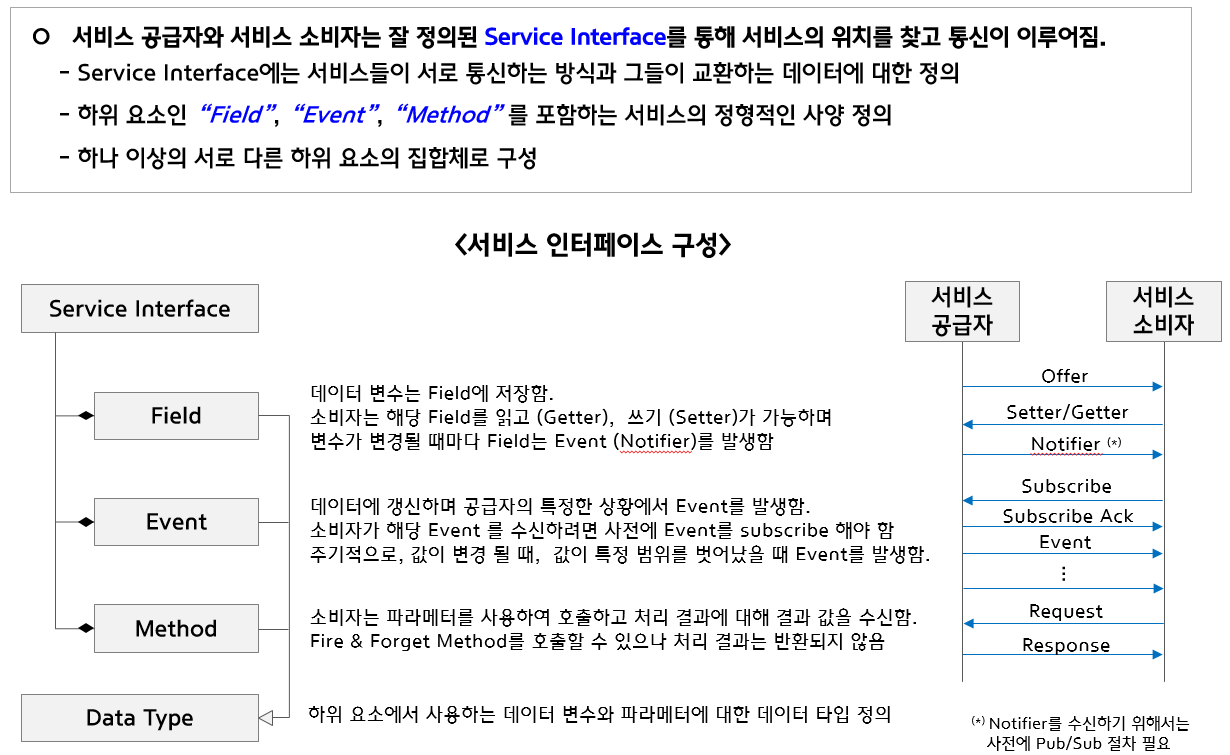 O 서비스 공급자와 서비스 소비자는 잘 정의된 Service Interface를 통해 서비스의 위치를 찾고 통신이 이루어짐.
- Service Interface에는 서비스들이 서로 통신하는 방식과 그들이 교환하는 데이터에 대한 정의
- 하위 요소인 “Field”, “Event”, “Method”를 포함하는 서비스의 정형적인 사양 정의
- 하나 이상의 서로 다른 하위 요소의 집합체로 구성
<서비스 인터페이스 구성>
Service Interface
Field
데이터 변수는 Field에 저장함.
소비자는 해당 Field를 읽고 (Getter), 쓰기 (Setter)가 가능하며
변수가 변경될 때마다 Field는 Event (Notifier)를 발생함
Event
데이터에 갱신하며 공급자의 특정한 상황에서 Event를 발생함.
소비자가 해당 Event 를 수신하려면 사전에 Event를 subscribe 해야 함
주기적으로, 값이 변경 될 때, 값이 특정 범위를 벗어났을 때 Event를 발생함.
Method
소비자는 파라메터를 사용하여 호출하고 처리 결과에 대해 결과 값을 수신함.
Fire & Forget Method를 호출할 수 있으나 처리 결과는 반환되지 않음
Data Type
하위 요소에서 사용하는 데이터 변수와 파라메터에 대한 데이터 타입 정의
서비스
공급자
서비스
소비자
Offer
Setter/Getter
Notifier (*)
Subscribe
Subscribe Ack
Event
⋮
Request
Response
(*) Notifier를 수신하기 위해서는
사전에 Pub/Sub 절차 필요